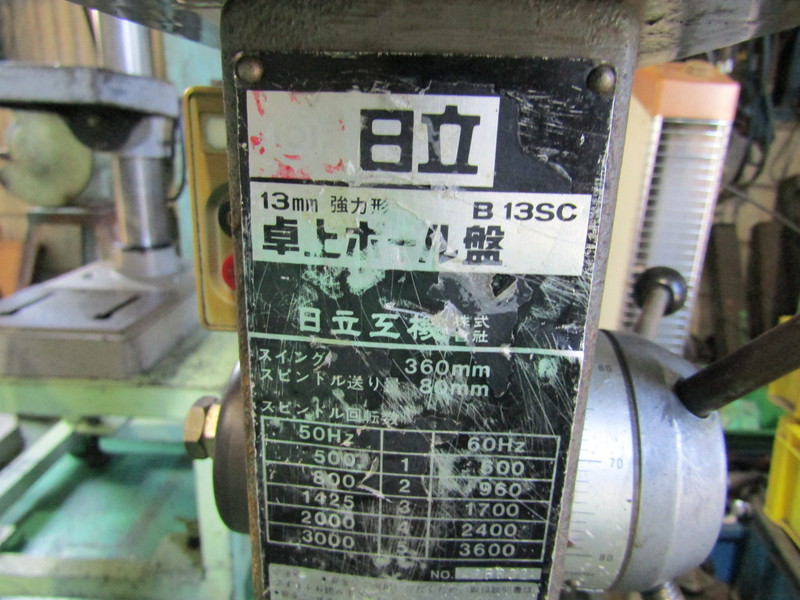 日立
13mm 強力形 B 13SC
卓上ボール盤
日立工機 株式会社
スイング 360mm
スピンドル送り量 80mm
スピンドル回転数
50Hz 60Hz
500 1 600
800 2 960
1425 3 1700
2000 4 2400
3000 5 3600
NO.
60
70
80